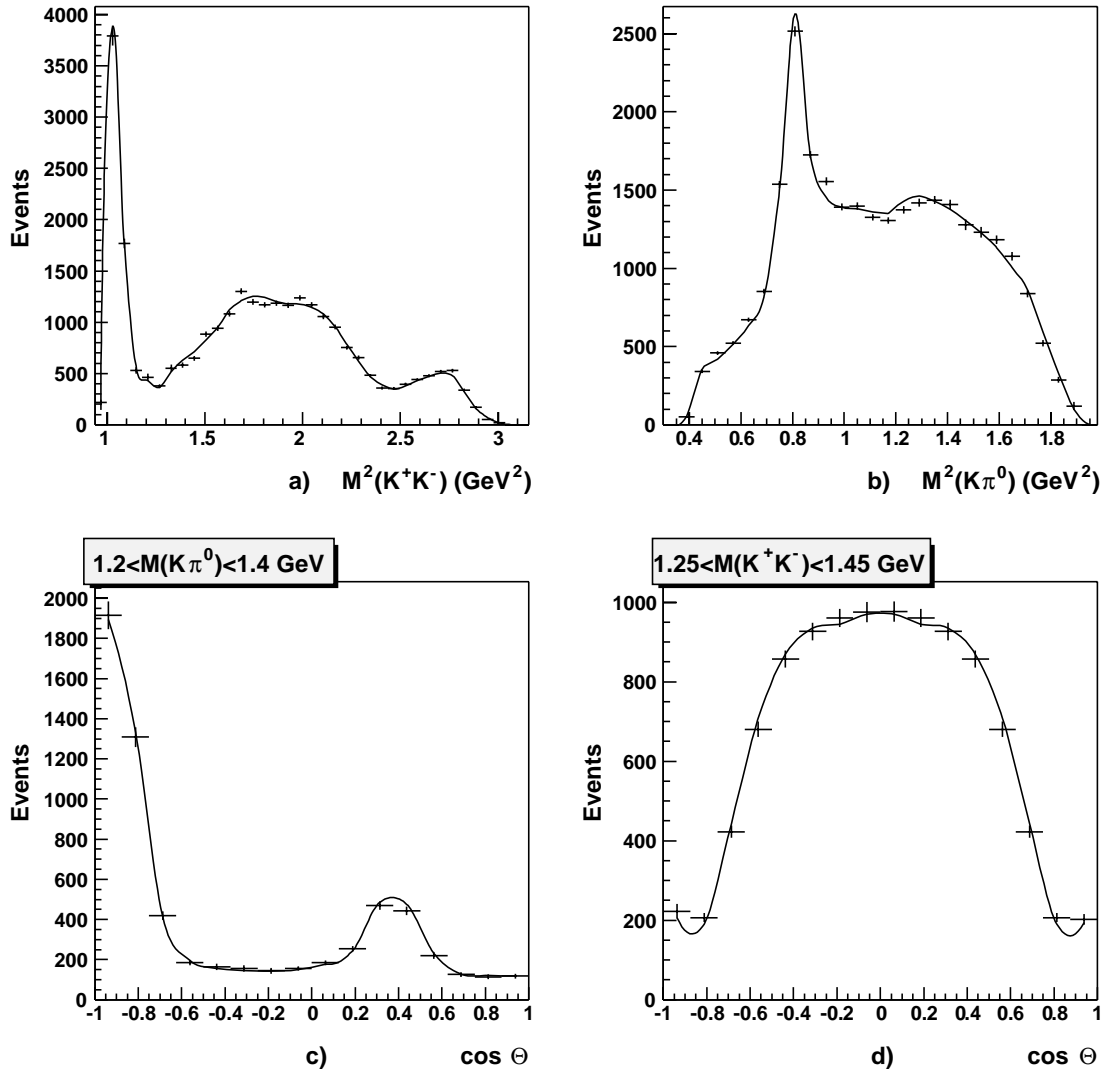 Events
4000
3500
3000
2500
2000
1500
1000
500
0
1 1.5 2 2.5 3
a) M²(K⁺K⁻) (GeV²)
Events
2500
2000
1500
1000
500
0
0.4 0.6 0.8 1 1.2 1.4 1.6 1.8
b) M²(Kπ⁰) (GeV²)
1.2<M(Kπ⁰)<1.4 GeV
Events
2000
1800
1600
1400
1200
1000
800
600
400
200
0
-1 -0.8 -0.6 -0.4 -0.2 0 0.2 0.4 0.6 0.8 1
c) cos Θ
1.25<M(K⁺K⁻)<1.45 GeV
Events
1000
800
600
400
200
0
-1 -0.8 -0.6 -0.4 -0.2 0 0.2 0.4 0.6 0.8 1
d) cos Θ